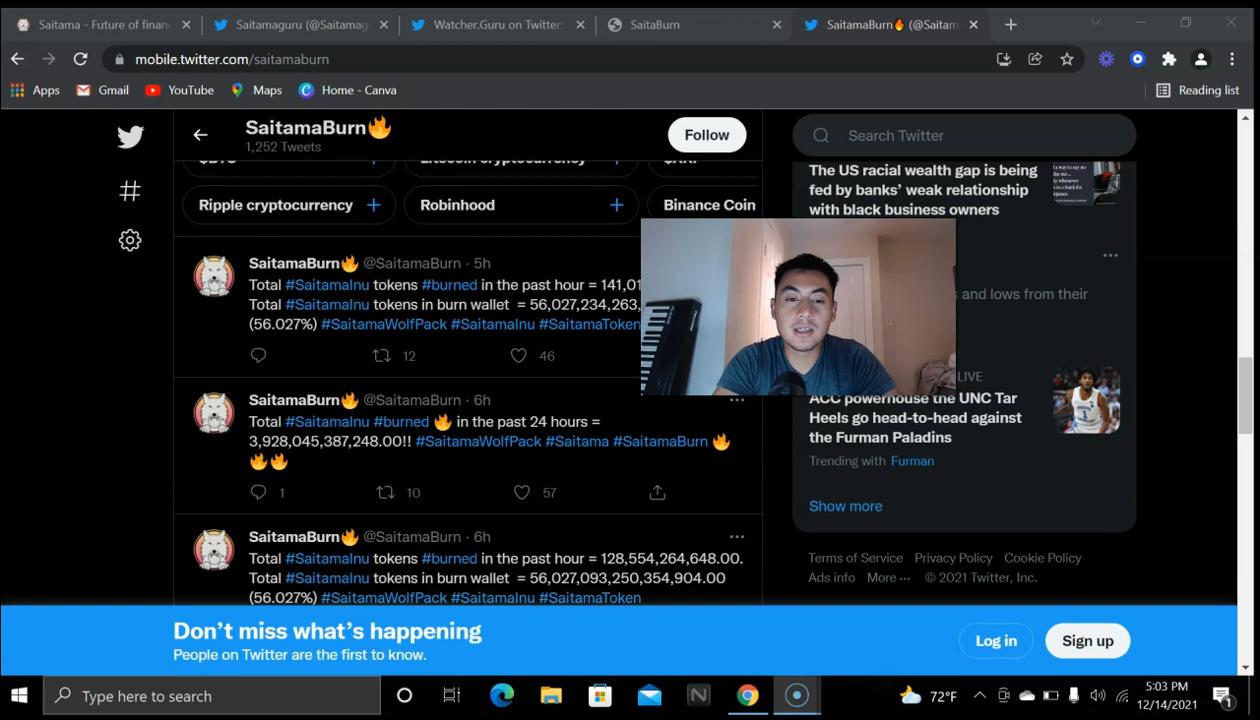 Saitama - Future of financ
Saitamaguru (@Saitamag
Watcher.Guru on Twitter:
SaitaBurn
SaitamaBurn🔥 (@Saitam
mobile.twitter.com/saitamaburn
Apps
Gmail
YouTube
Maps
Home - Canva
Reading list
SaitamaBurn🔥
1,252 Tweets
Follow
Search Twitter
$BTC
Litecoin cryptocurrency
Ripple cryptocurrency +
Robinhood +
Binance Coin
SaitamaBurn🔥 @SaitamaBurn · 5h
Total #SaitamaInu tokens #burned in the past hour = 141,01
Total #SaitamaInu tokens in burn wallet = 56,027,234,263,
(56.027%) #SaitamaWolfPack #SaitamaInu #SaitamaToken
12
46
SaitamaBurn🔥 @SaitamaBurn · 6h
Total #SaitamaInu #burned 🔥 in the past 24 hours =
3,928,045,387,248.00!! #SaitamaWolfPack #Saitama #SaitamaBurn 🔥
🔥🔥
1
10
57
SaitamaBurn🔥 @SaitamaBurn · 6h
Total #SaitamaInu tokens #burned in the past hour = 128,554,264,648.00.
Total #SaitamaInu tokens in burn wallet = 56,027,093,250,354,904.00
(56.027%) #SaitamaWolfPack #SaitamaInu #SaitamaToken
The US racial wealth gap is being
fed by banks' weak relationship
with black business owners
and lows from their
LIVE
ACC powerhouse the UNC Tar
Heels go head-to-head against
the Furman Paladins
Trending with Furman
Show more
Terms of Service Privacy Policy Cookie Policy
Ads info More ··· © 2021 Twitter, Inc.
Don't miss what's happening
People on Twitter are the first to know.
Log in
Sign up
Type here to search
72°F
5:03 PM
12/14/2021
1